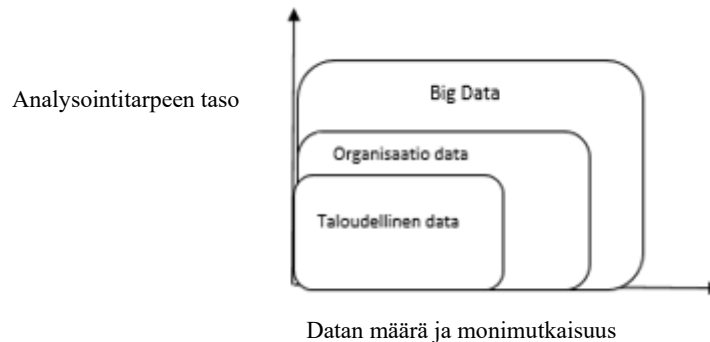 Big Data
Analysointitarpeen taso
Organisaatio data
Taloudellinen data
Datan määrä ja monimutkaisuus